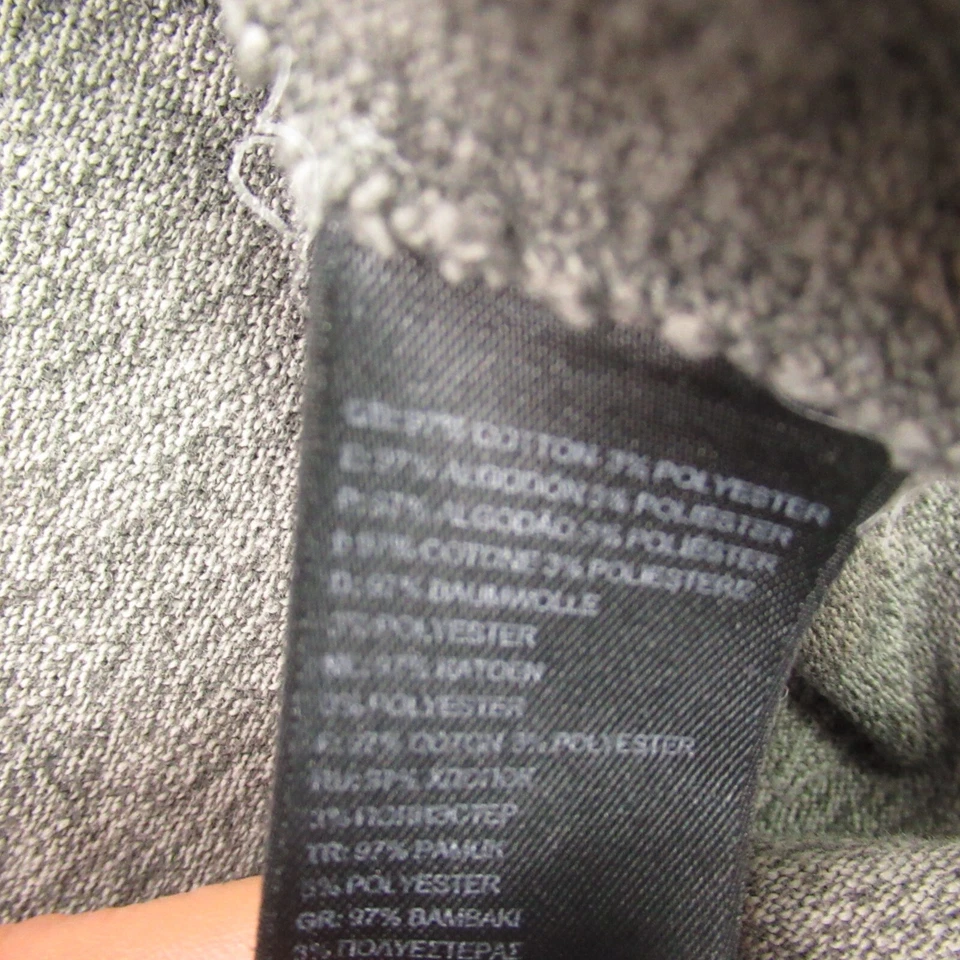 GB: 97% COTTON 3% POLYESTER
E: 97% ALGODON 3% POLIÉSTER
P: 97% ALGODÃO 3% POLIÉSTER
I: 97% COTONE 3% POLIESTERE
D: 97% BAUMWOLLE
3% POLYESTER
NL: 97% KATOEN
3% POLYESTER
F: 97% COTON 3% POLYESTER
RU: 97% ХЛОПОК
3% ПОЛИЭСТЕР
TR: 97% PAMUK
3% POLYESTER
GR: 97% ΒΑΜΒΑΚΙ
3% ΠΟΛΥΕΣΤΕΡΑΣ